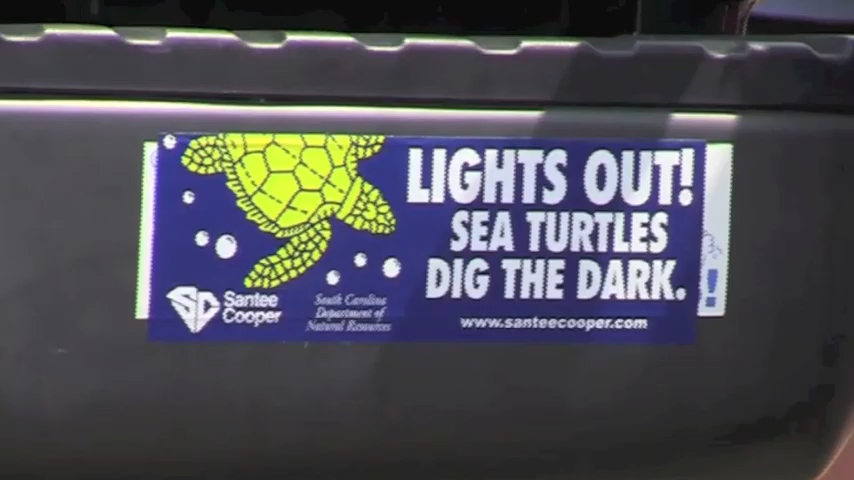 LIGHTS OUT!
SEA TURTLES
DIG THE DARK.
www.santeecooper.com
Santee
Cooper
South Carolina
Department of
Natural Resources
!